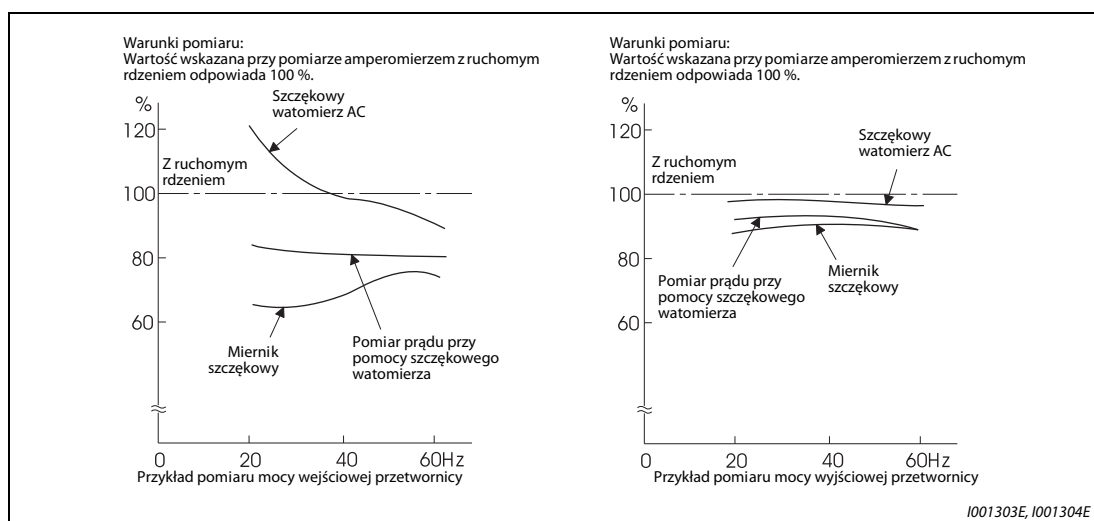 Warunki pomiaru:
Wartość wskazana przy pomiarze amperomierzem z ruchomym
rdzeniem odpowiada 100 %.
%
120
100
80
60
0
20
40
60Hz
Szczękowy
watomierz AC
Z ruchomym
rdzeniem
Miernik
szczękowy
Pomiar prądu przy
pomocy szczękowego
watomierza
Przykład pomiaru mocy wejściowej przetwornicy
Warunki pomiaru:
Wartość wskazana przy pomiarze amperomierzem z ruchomym
rdzeniem odpowiada 100 %.
%
120
100
80
60
0
20
40
60Hz
Szczękowy
watomierz AC
Z ruchomym
rdzeniem
Pomiar prądu przy
pomocy szczękowego
watomierza
Miernik
szczękowy
Przykład pomiaru mocy wyjściowej przetwornicy
I001303E, I001304E